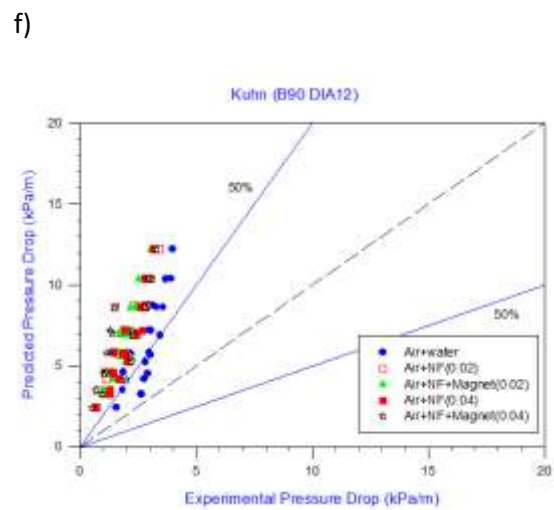 f)
Kuhn (B90 DIA12)
20
50%
15
10
50%
5
0
Predicted Pressure Drop (kPa/m)
Air+water
Air+NF(0.02)
Air+NF+Magnet(0.02)
Air+NF(0.04)
Air+NF+Magnet(0.04)
0 5 10 15 20
Experimental Pressure Drop (kPa/m)